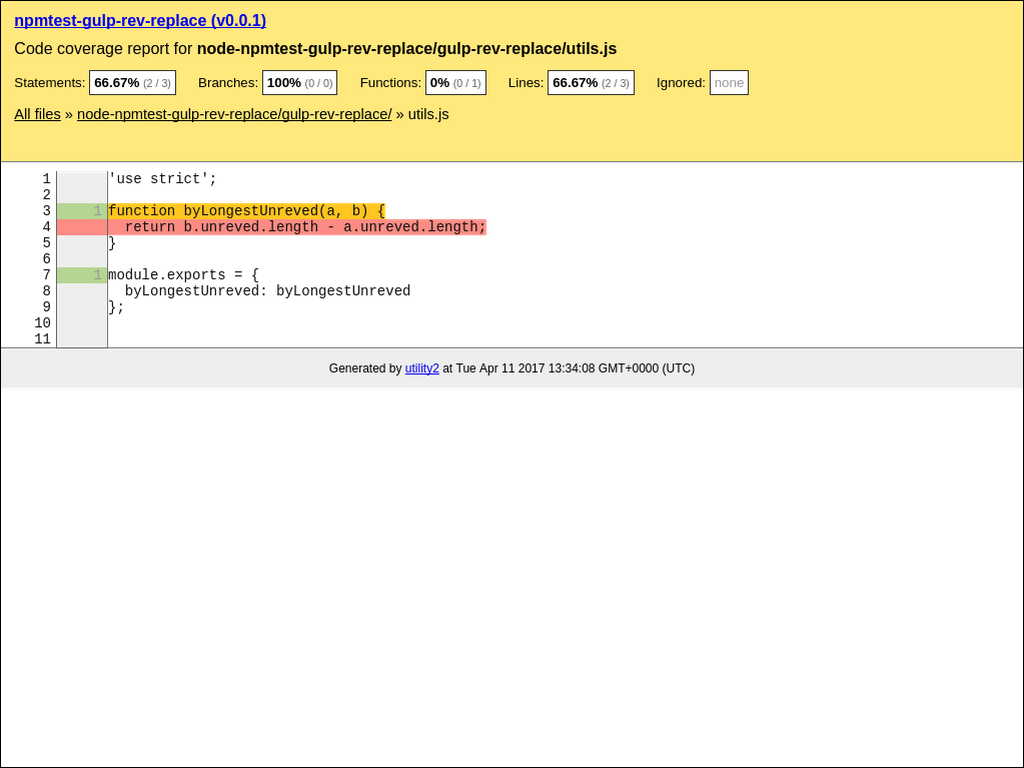 npmtest-gulp-rev-replace (v0.0.1)
Code coverage report for node-npmtest-gulp-rev-replace/gulp-rev-replace/utils.js
Statements: 66.67% (2 / 3) Branches: 100% (0 / 0) Functions: 0% (0 / 1) Lines: 66.67% (2 / 3) Ignored: none
All files » node-npmtest-gulp-rev-replace/gulp-rev-replace/ » utils.js
1 'use strict';
2
3 1 function byLongestUnreved(a, b) {
4 return b.unreved.length - a.unreved.length;
5 }
6
7 1 module.exports = {
8 byLongestUnreved: byLongestUnreved
9 };
10
11
Generated by utility2 at Tue Apr 11 2017 13:34:08 GMT+0000 (UTC)